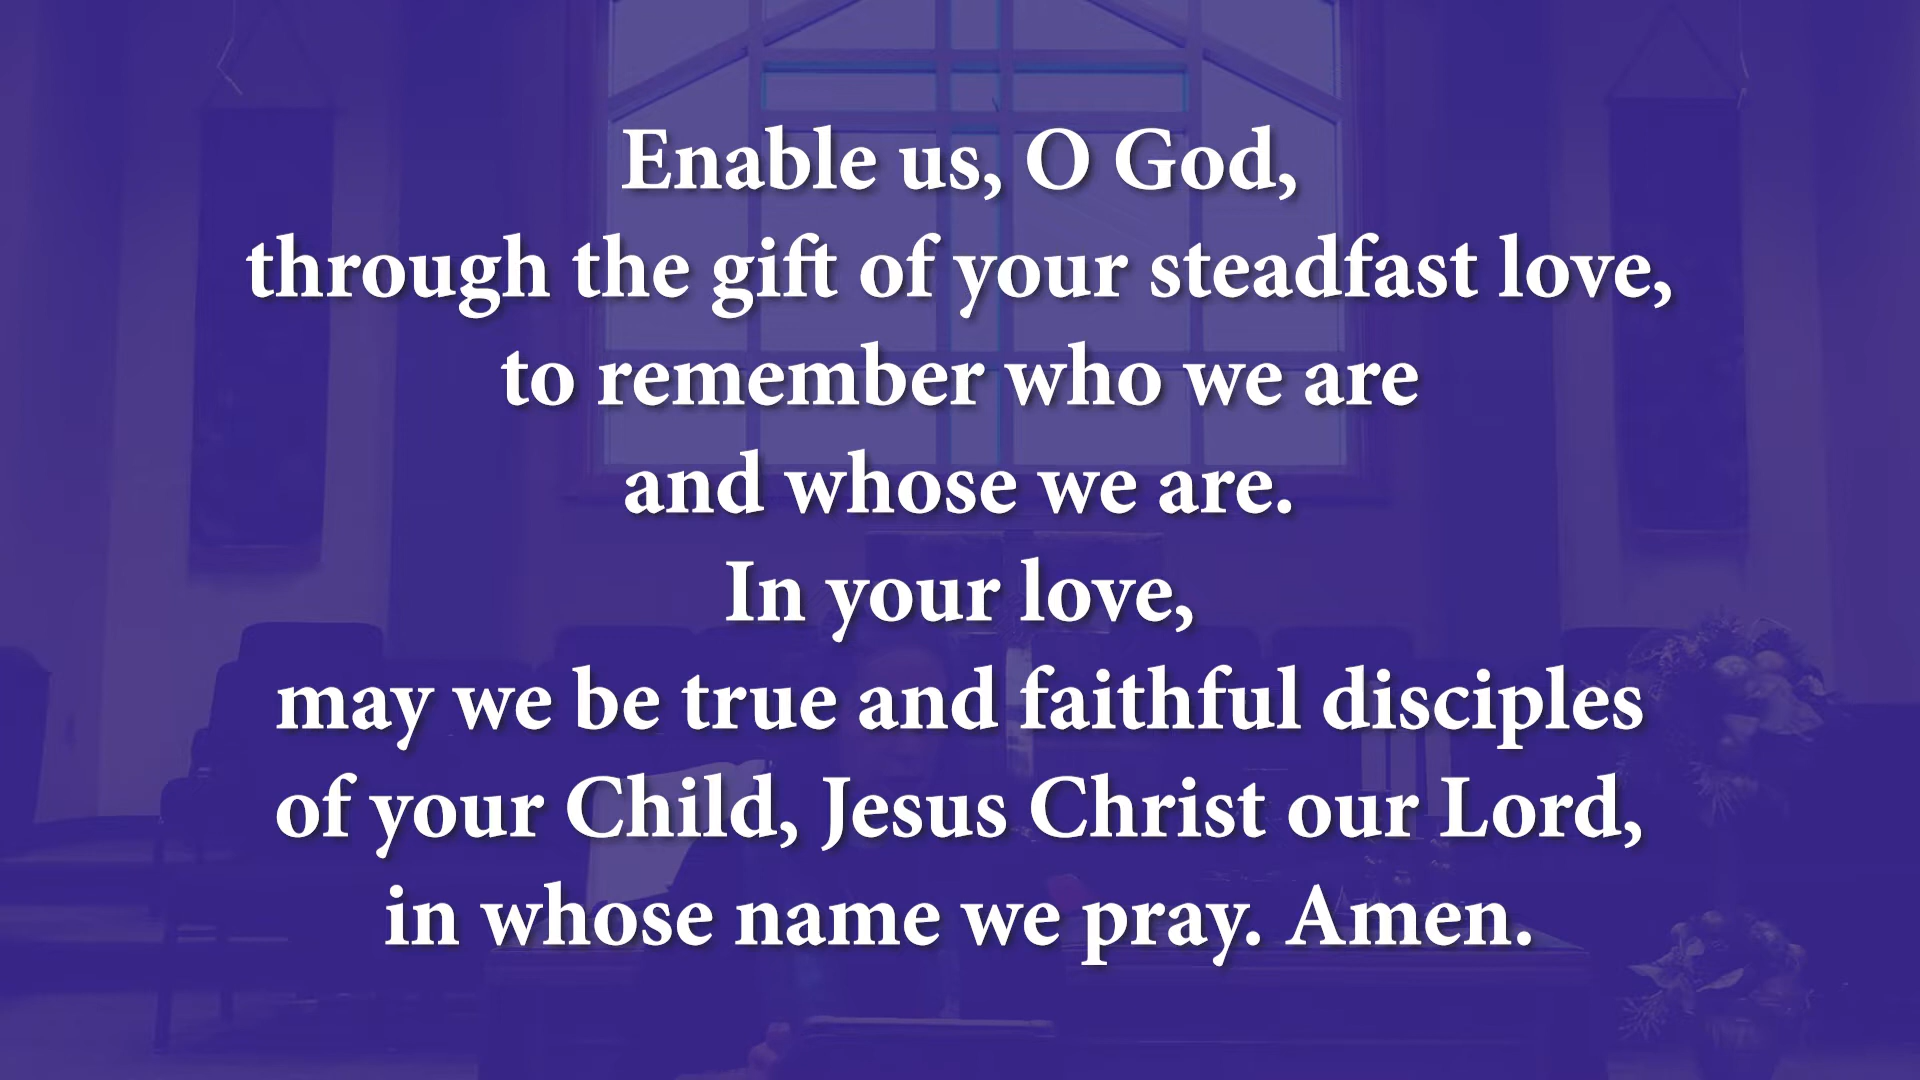 Enable us, O God,
through the gift of your steadfast love,
to remember who we are
and whose we are.
In your love,
may we be true and faithful disciples
of your Child, Jesus Christ our Lord,
in whose name we pray. Amen.